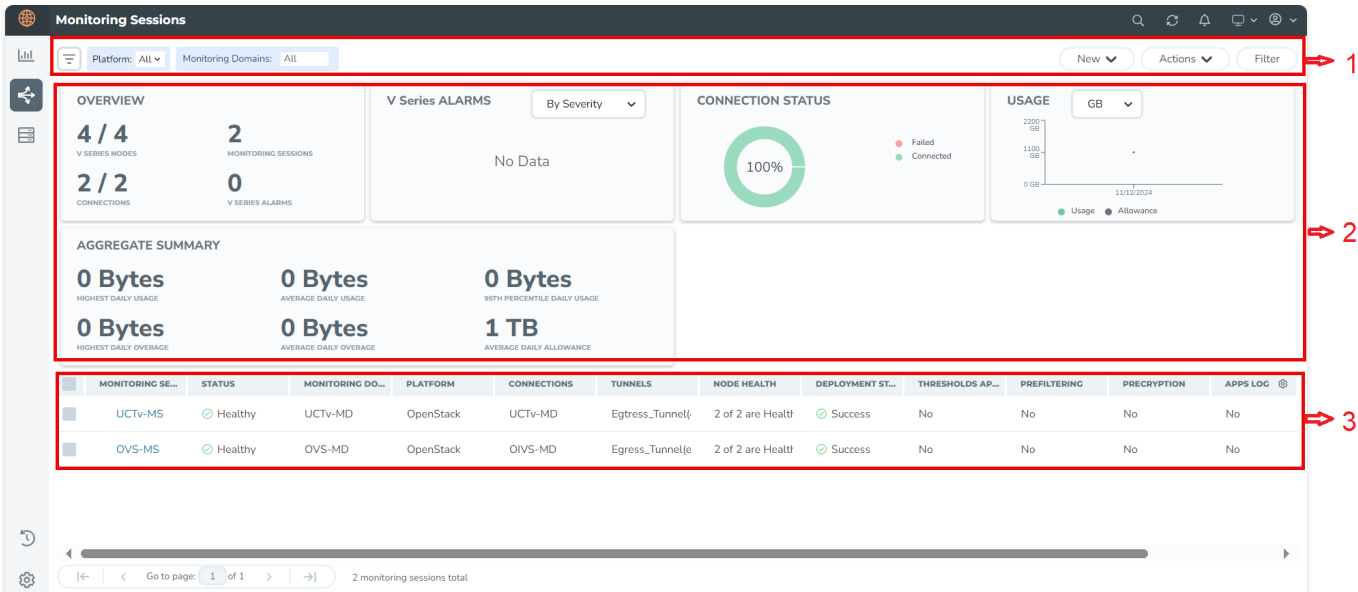 Monitoring Sessions
Platform: All Monitoring Domains: All New Actions Filter
1
OVERVIEW
4 / 4 2
V SERIES NODES MONITORING SESSIONS
2 / 2 0
CONNECTIONS V SERIES ALARMS
V Series ALARMS By Severity
No Data
CONNECTION STATUS
100%
Failed
Connected
USAGE GB
2200
GB
1100
GB
0 GB
11/12/2024
Usage Allowance
2
AGGREGATE SUMMARY
0 Bytes 0 Bytes 0 Bytes
HIGHEST DAILY USAGE AVERAGE DAILY USAGE 95TH PERCENTILE DAILY USAGE
0 Bytes 0 Bytes 1 TB
HIGHEST DAILY OVERAGE AVERAGE DAILY OVERAGE AVERAGE DAILY ALLOWANCE
MONITORING SE... STATUS MONITORING DO... PLATFORM CONNECTIONS TUNNELS NODE HEALTH DEPLOYMENT ST... THRESHOLDS AP... PREFILTERING PRECRYPTION APPS LOG
UCTv-MS Healthy UCTv-MD OpenStack UCTv-MD Egtress_Tunnel( 2 of 2 are Healt Success No No No No
3
OVS-MS Healthy OVS-MD OpenStack OIVS-MD Egress_Tunnel(e 2 of 2 are Healt Success No No No No
Go to page: 1 of 1 2 monitoring sessions total